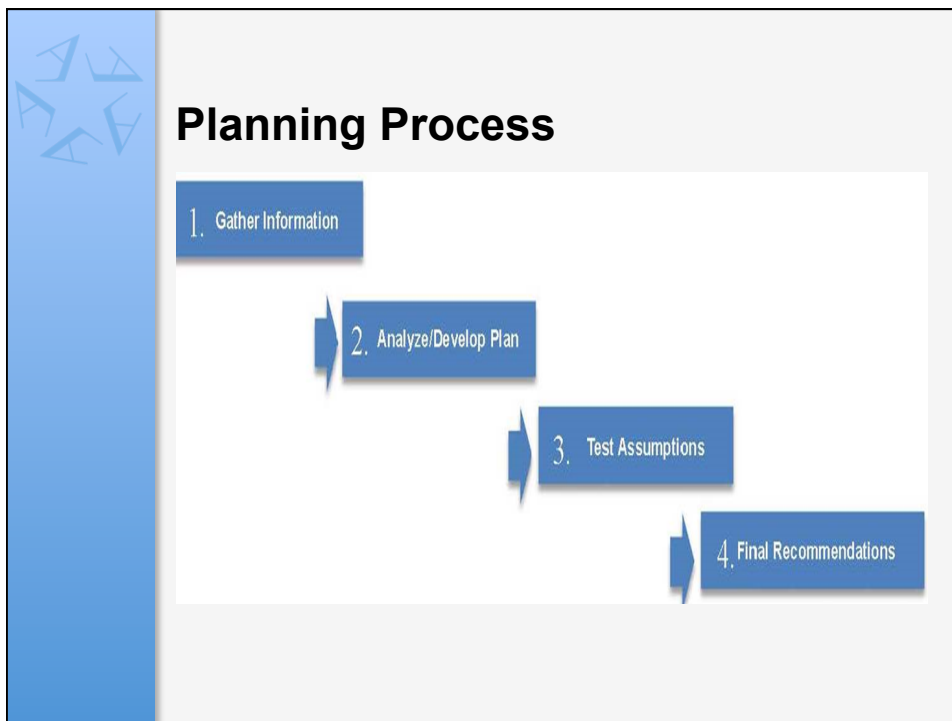 Planning Process
1. Gather Information
2. Analyze/Develop Plan
3. Test Assumptions
4. Final Recommendations